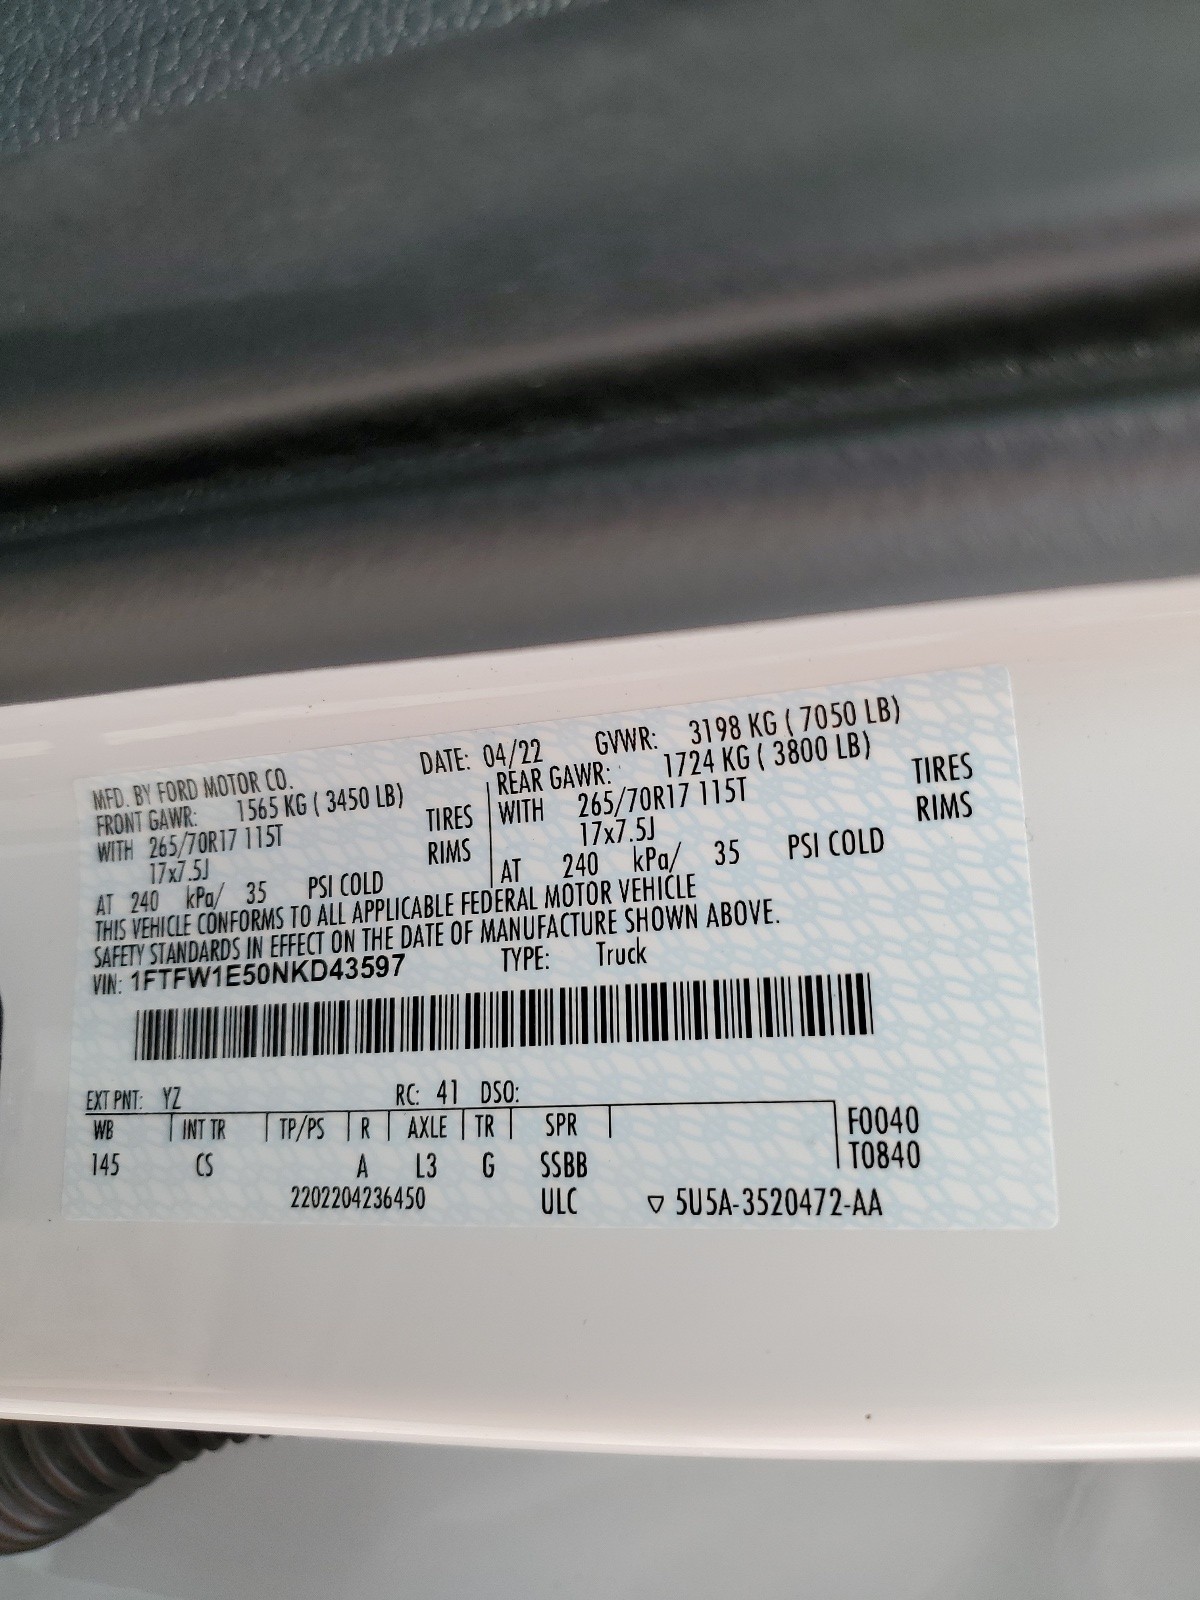 MFD. BY FORD MOTOR CO. DATE: 04/22 GVWR: 3198 KG ( 7050 LB)
FRONT GAWR: 1565 KG ( 3450 LB) REAR GAWR: 1724 KG ( 3800 LB)
WITH 265/70R17 115T TIRES WITH 265/70R17 115T TIRES
17x7.5J RIMS 17x7.5J RIMS
AT 240 kPa/ 35 PSI COLD AT 240 kPa/ 35 PSI COLD
THIS VEHICLE CONFORMS TO ALL APPLICABLE FEDERAL MOTOR VEHICLE
SAFETY STANDARDS IN EFFECT ON THE DATE OF MANUFACTURE SHOWN ABOVE.
VIN: 1FTFW1E50NKD43597 TYPE: Truck
EXT PNT: YZ RC: 41 DSO:
WB INT TR TP/PS R AXLE TR SPR F0040
145 CS A L3 G SSBB T0840
2202204236450 ULC ▽ 5U5A-3520472-AA